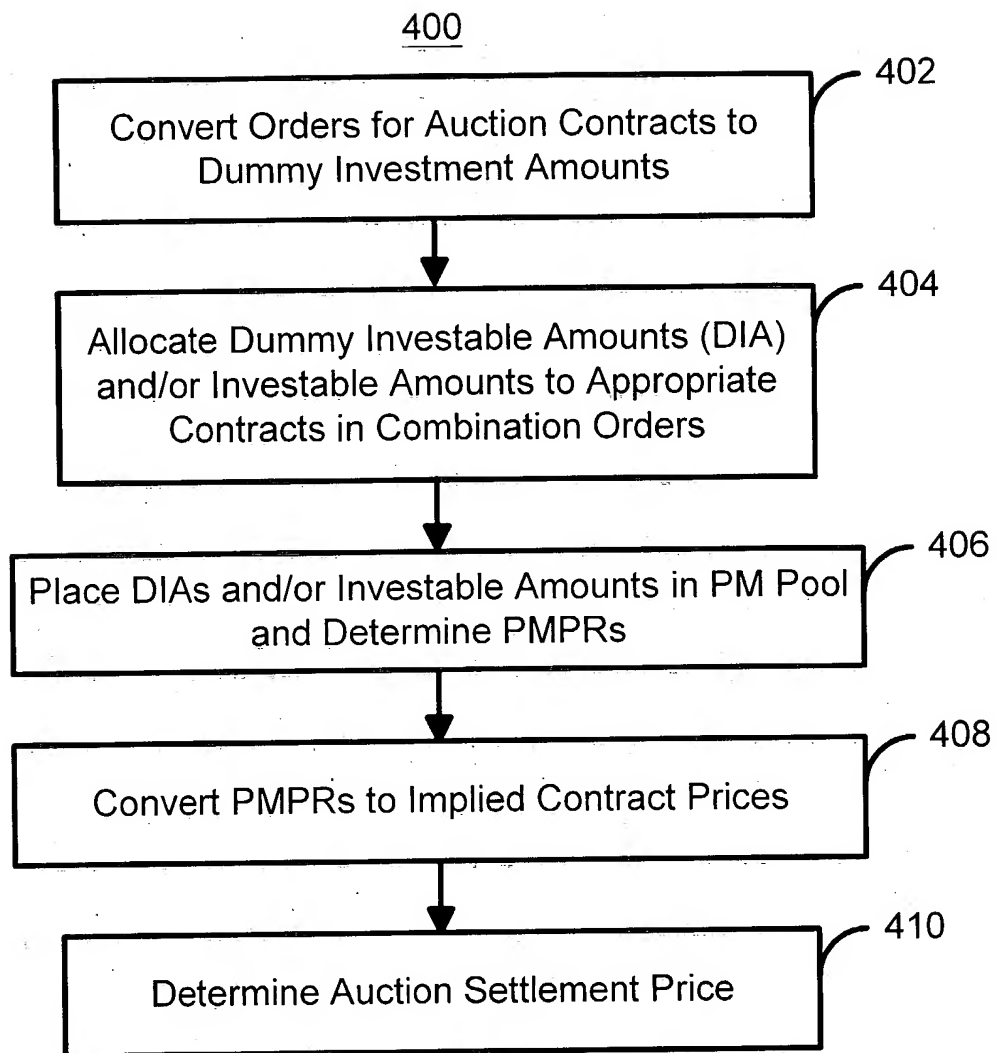 400
402
Convert Orders for Auction Contracts to
Dummy Investment Amounts
404
Allocate Dummy Investable Amounts (DIA)
and/or Investable Amounts to Appropriate
Contracts in Combination Orders
406
Place DIAs and/or Investable Amounts in PM Pool
and Determine PMPRs
408
Convert PMPRs to Implied Contract Prices
410
Determine Auction Settlement Price